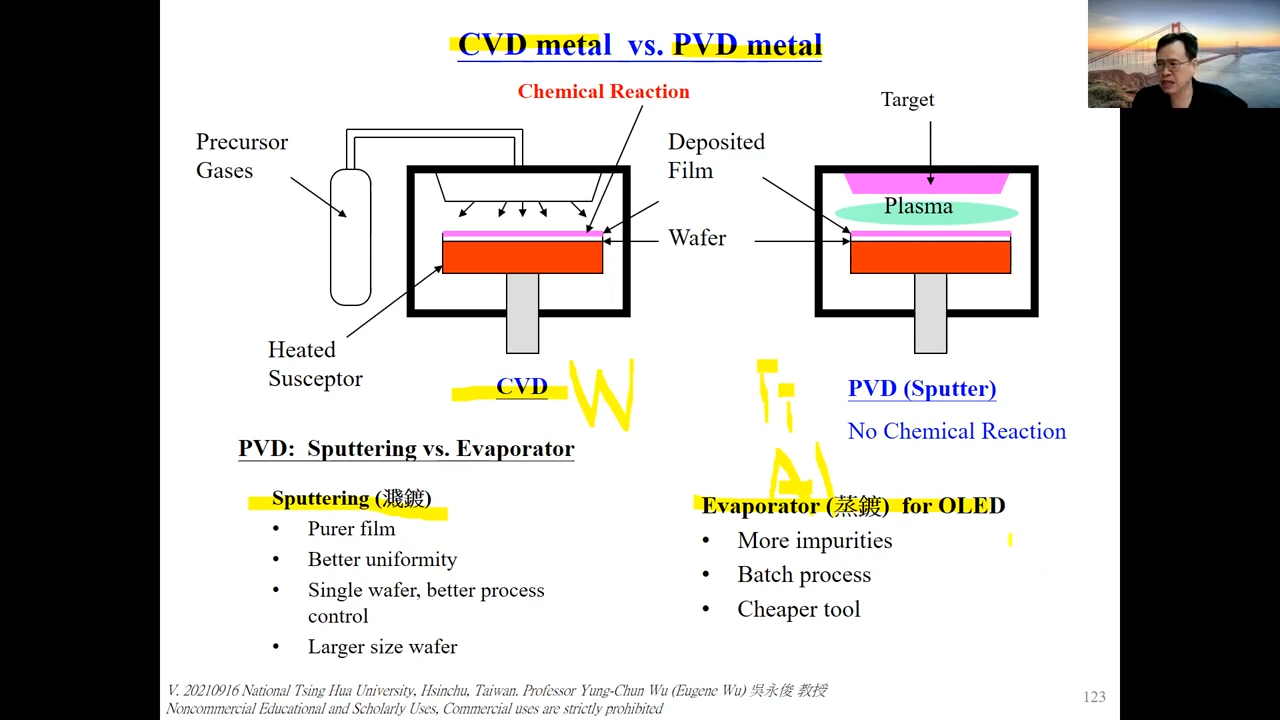 CVD metal vs. PVD metal
Chemical Reaction
Target
Precursor
Gases
Deposited
Film
Plasma
Wafer
Heated
Susceptor
CVD
W
Ti
Al
PVD (Sputter)
No Chemical Reaction
PVD: Sputtering vs. Evaporator
Sputtering (濺鍍)
• Purer film
• Better uniformity
• Single wafer, better process
control
• Larger size wafer
Evaporator (蒸鍍) for OLED
• More impurities
• Batch process
• Cheaper tool
V. 20210916 National Tsing Hua University, Hsinchu, Taiwan. Professor Yung-Chun Wu (Eugene Wu) 吳永俊 教授
Noncommercial Educational and Scholarly Uses, Commercial uses are strictly prohibited
123